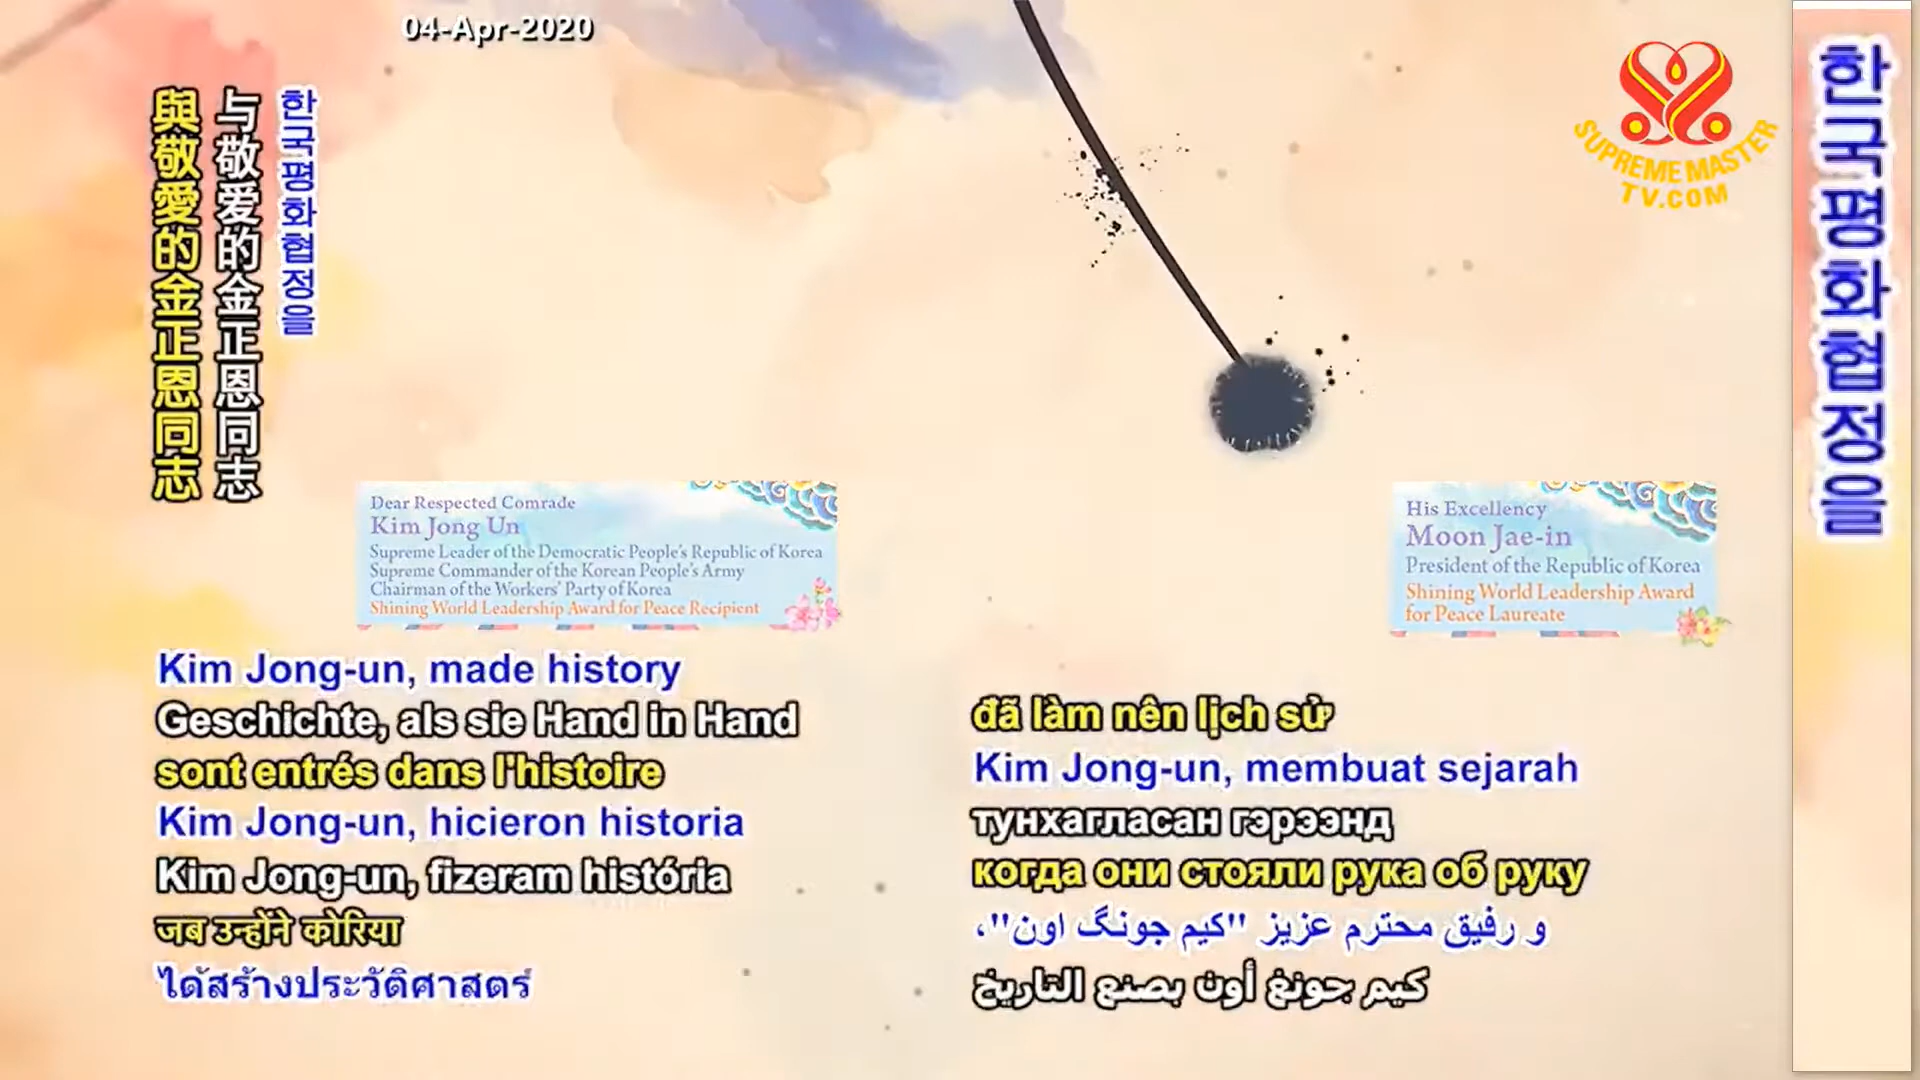 04-Apr-2020
SUPREME MASTER
TV.COM
與敬愛的金正恩同志
与敬爱的金正恩同志
한국평화협정을
한국평화협정을
Dear Respected Comrade
Kim Jong Un
Supreme Leader of the Democratic People's Republic of Korea
Supreme Commander of the Korean People's Army
Chairman of the Workers' Party of Korea
Shining World Leadership Award for Peace Recipient
His Excellency
Moon Jae-in
President of the Republic of Korea
Shining World Leadership Award
for Peace Laureate
Kim Jong-un, made history
Geschichte, als sie Hand in Hand
sont entrés dans l'histoire
Kim Jong-un, hicieron historia
Kim Jong-un, fizeram história
जब उन्होंने कोरिया
ได้สร้างประวัติศาสตร์
đã làm nên lịch sử
Kim Jong-un, membuat sejarah
тунхагласан гэрээнд
когда они стояли рука об руку
و رفیق محترم عزیز "کیم جونگ اون"،
كيم جونغ أون بصنع التاريخ